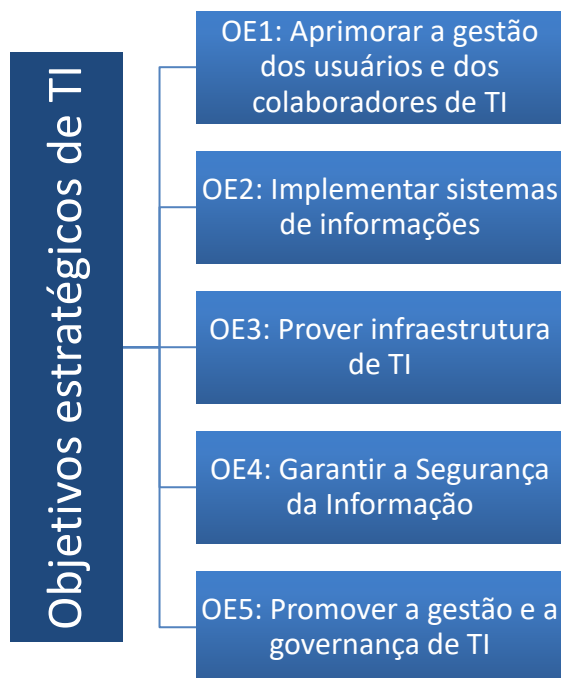 Objetivos estratégicos de TI
OE1: Aprimorar a gestão
dos usuários e dos
colaboradores de TI
OE2: Implementar sistemas
de informações
OE3: Prover infraestrutura
de TI
OE4: Garantir a Segurança
da Informação
OE5: Promover a gestão e a
governança de TI